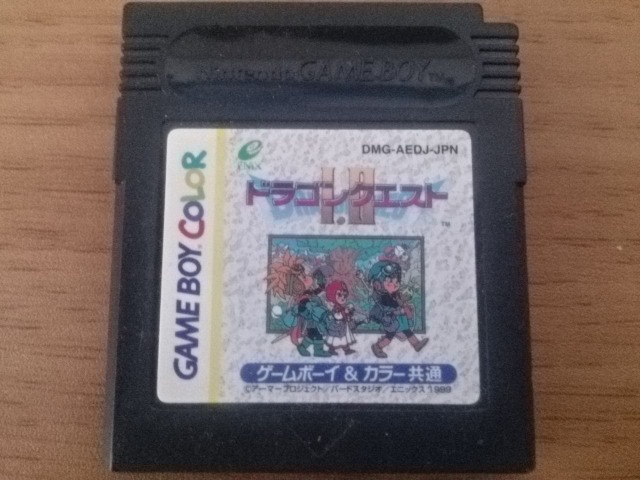 Nintendo GAME BOY TM
GAME BOY COLOR
ENIX
DMG-AEDJ-JPN
ドラゴンクエスト
I・II
TM
ゲームボーイ & カラー共通
©アーマープロジェクト/バードスタジオ/エニックス 1999